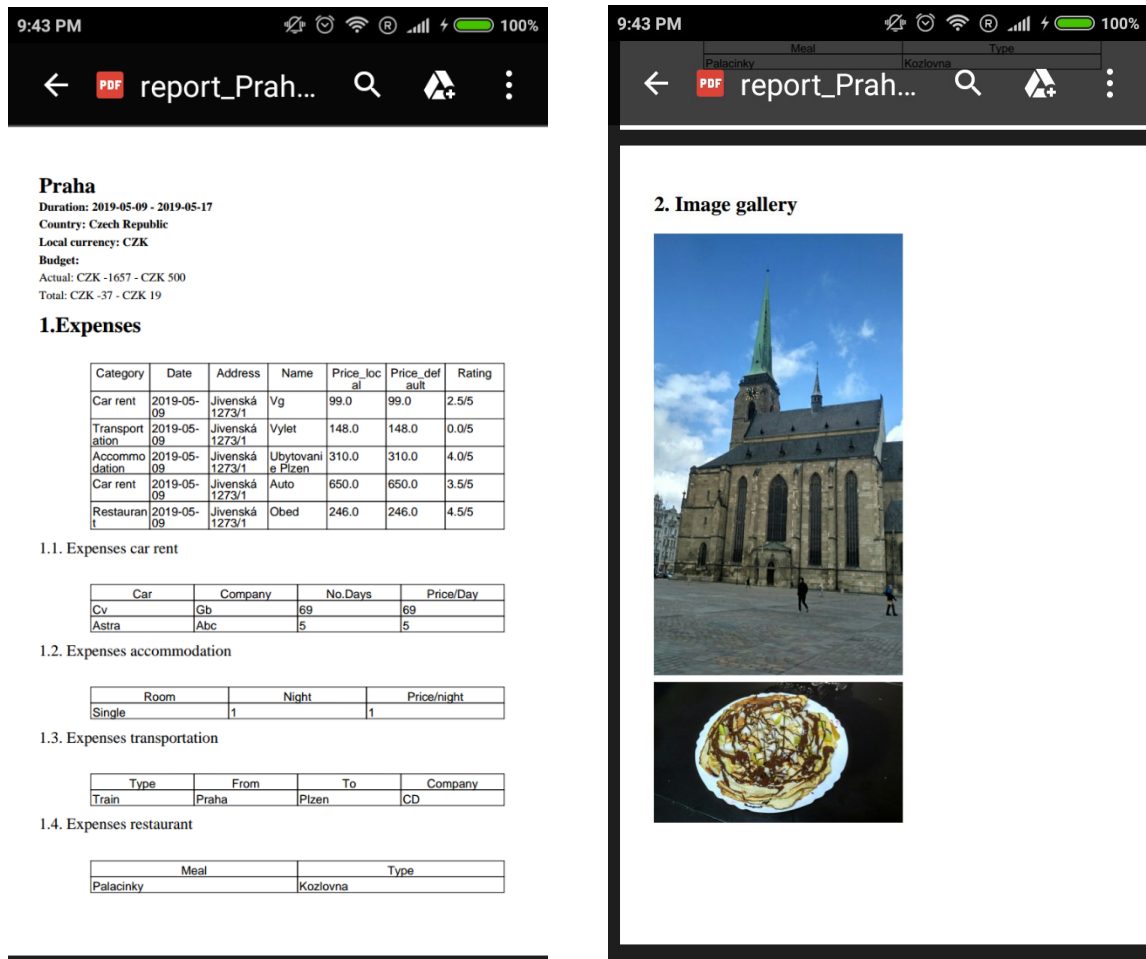 9:43 PM ® 100%
PDF report_Prah...
Praha
Duration: 2019-05-09 - 2019-05-17
Country: Czech Republic
Local currency: CZK
Budget:
Actual: CZK -1657 - CZK 500
Total: CZK -37 - CZK 19
1.Expenses
Category Date Address Name Price_loc Price_def Rating
al ault
Car rent 2019-05- Jivenská Vg 99.0 99.0 2.5/5
09 1273/1
Transport 2019-05- Jivenská Vylet 148.0 148.0 0.0/5
ation 09 1273/1
Accommo 2019-05- Jivenská Ubytovani 310.0 310.0 4.0/5
dation 09 1273/1 e Plzen
Car rent 2019-05- Jivenská Auto 650.0 650.0 3.5/5
09 1273/1
Restauran 2019-05- Jivenská Obed 246.0 246.0 4.5/5
t 09 1273/1
1.1. Expenses car rent
Car Company No.Days Price/Day
Cv Gb 69 69
Astra Abc 5 5
1.2. Expenses accommodation
Room Night Price/night
Single 1 1
1.3. Expenses transportation
Type From To Company
Train Praha Plzen CD
1.4. Expenses restaurant
Meal Type
Palacinky Kozlovna
9:43 PM ® 100%
Meal Type
Palacinky Kozlovna
PDF report_Prah...
2. Image gallery